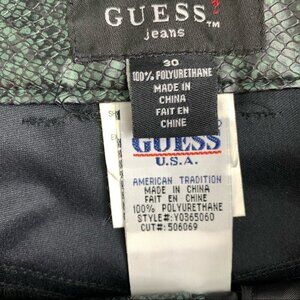 GUESS?
jeans
TM
30
100% POLYURETHANE
MADE IN
CHINA
FAIT EN
CHINE
GUESS
U.S.A.
AMERICAN TRADITION
MADE IN CHINA
FAIT EN CHINE
100% POLYURETHANE
STYLE#:Y0365060
CUT#:506069